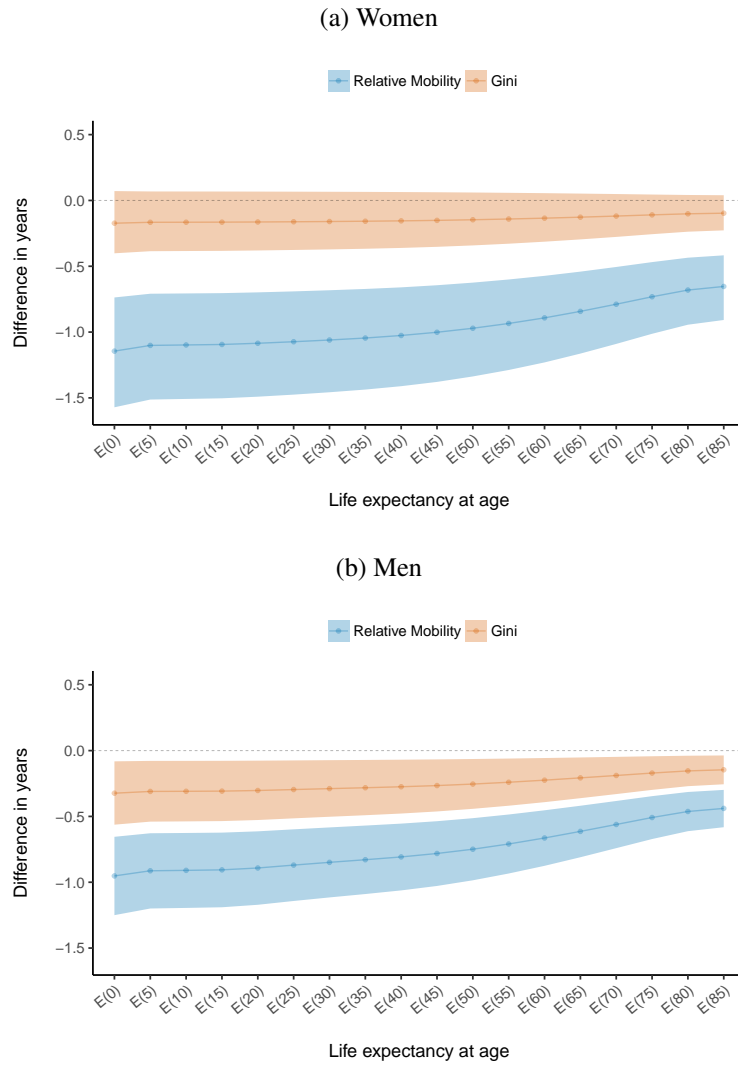 (a) Women
Relative Mobility Gini
0.5
0.0
−0.5
−1.0
−1.5
Difference in years
E(0) E(5) E(10) E(15) E(20) E(25) E(30) E(35) E(40) E(45) E(50) E(55) E(60) E(65) E(70) E(75) E(80) E(85)
Life expectancy at age
(b) Men
Relative Mobility Gini
0.5
0.0
−0.5
−1.0
−1.5
Difference in years
E(0) E(5) E(10) E(15) E(20) E(25) E(30) E(35) E(40) E(45) E(50) E(55) E(60) E(65) E(70) E(75) E(80) E(85)
Life expectancy at age